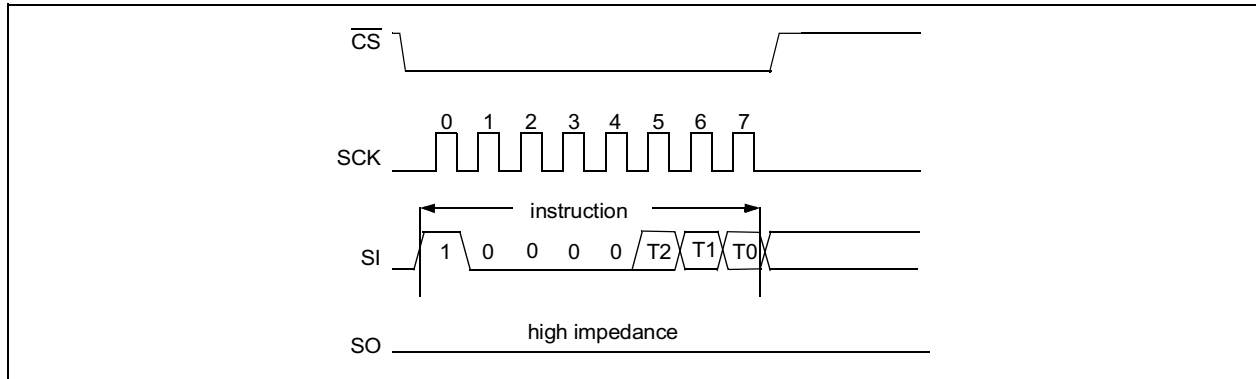 CS
0 1 2 3 4 5 6 7
SCK
instruction
SI 1 0 0 0 0 T2 T1 T0
high impedance
SO